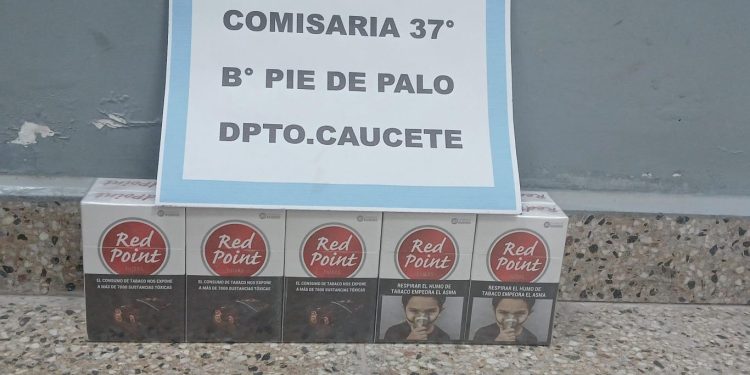 COMISARIA 37°
B° PIE DE PALO
DPTO.CAUCETE
Red Point
Red Point
Red Point
Red Point
Red Point
EL CONSUMO DE TABACO NOS EXPONE
A MÁS DE 7000 SUSTANCIAS TÓXICAS
EL CONSUMO DE TABACO NOS EXPONE
A MÁS DE 7000 SUSTANCIAS TÓXICAS
EL CONSUMO DE TABACO NOS EXPONE
A MÁS DE 7000 SUSTANCIAS TÓXICAS
RESPIRAR EL HUMO DE
TABACO EMPEORA EL ASMA
RESPIRAR EL HUMO DE
TABACO EMPEORA EL ASMA